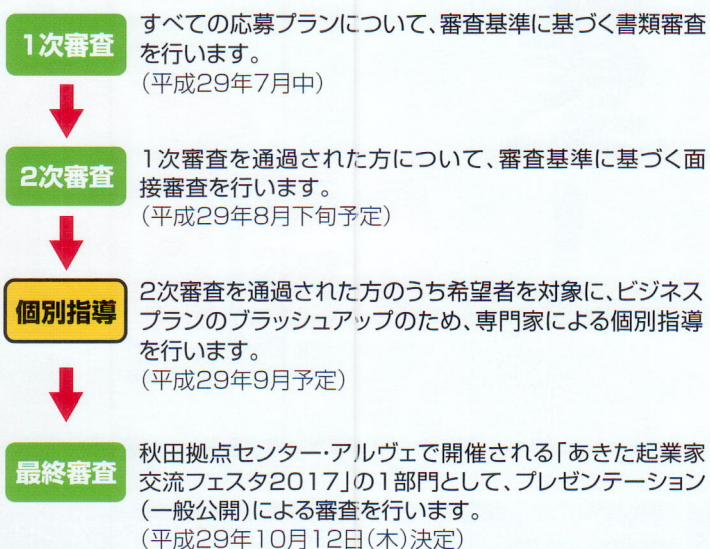 1次審査
すべての応募プランについて、審査基準に基づく書類審査
を行います。
(平成29年7月中)
2次審査
1次審査を通過された方について、審査基準に基づく面
接審査を行います。
(平成29年8月下旬予定)
個別指導
2次審査を通過された方のうち希望者を対象に、ビジネス
プランのブラッシュアップのため、専門家による個別指導
を行います。
(平成29年9月予定)
最終審査
秋田拠点センター・アルヴェで開催される「あきた起業家
交流フェスタ2017」の1部門として、プレゼンテーション
(一般公開)による審査を行います。
(平成29年10月12日(木)決定)